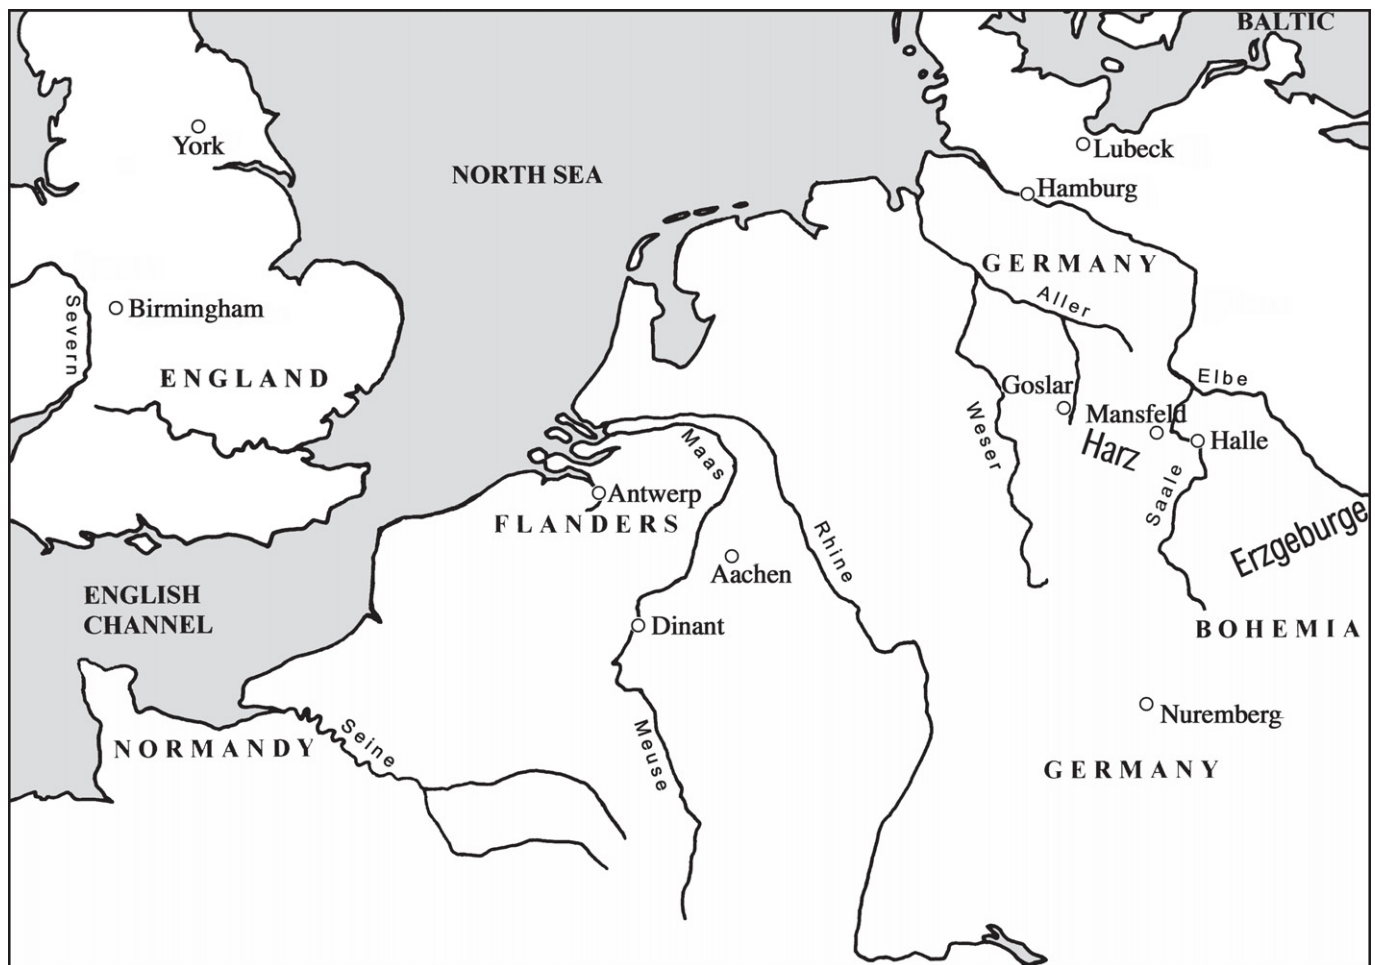 BALTIC
York
Lubeck
NORTH SEA
Hamburg
GERMANY
Severn
Birmingham
Aller
ENGLAND
Elbe
Goslar
Mansfeld
Weser
Maas
Harz
Halle
Saale
Antwerp
FLANDERS
Rhine
Erzgeburge
Aachen
ENGLISH
CHANNEL
Dinant
BOHEMIA
Nuremberg
NORMANDY
Seine
Meuse
GERMANY